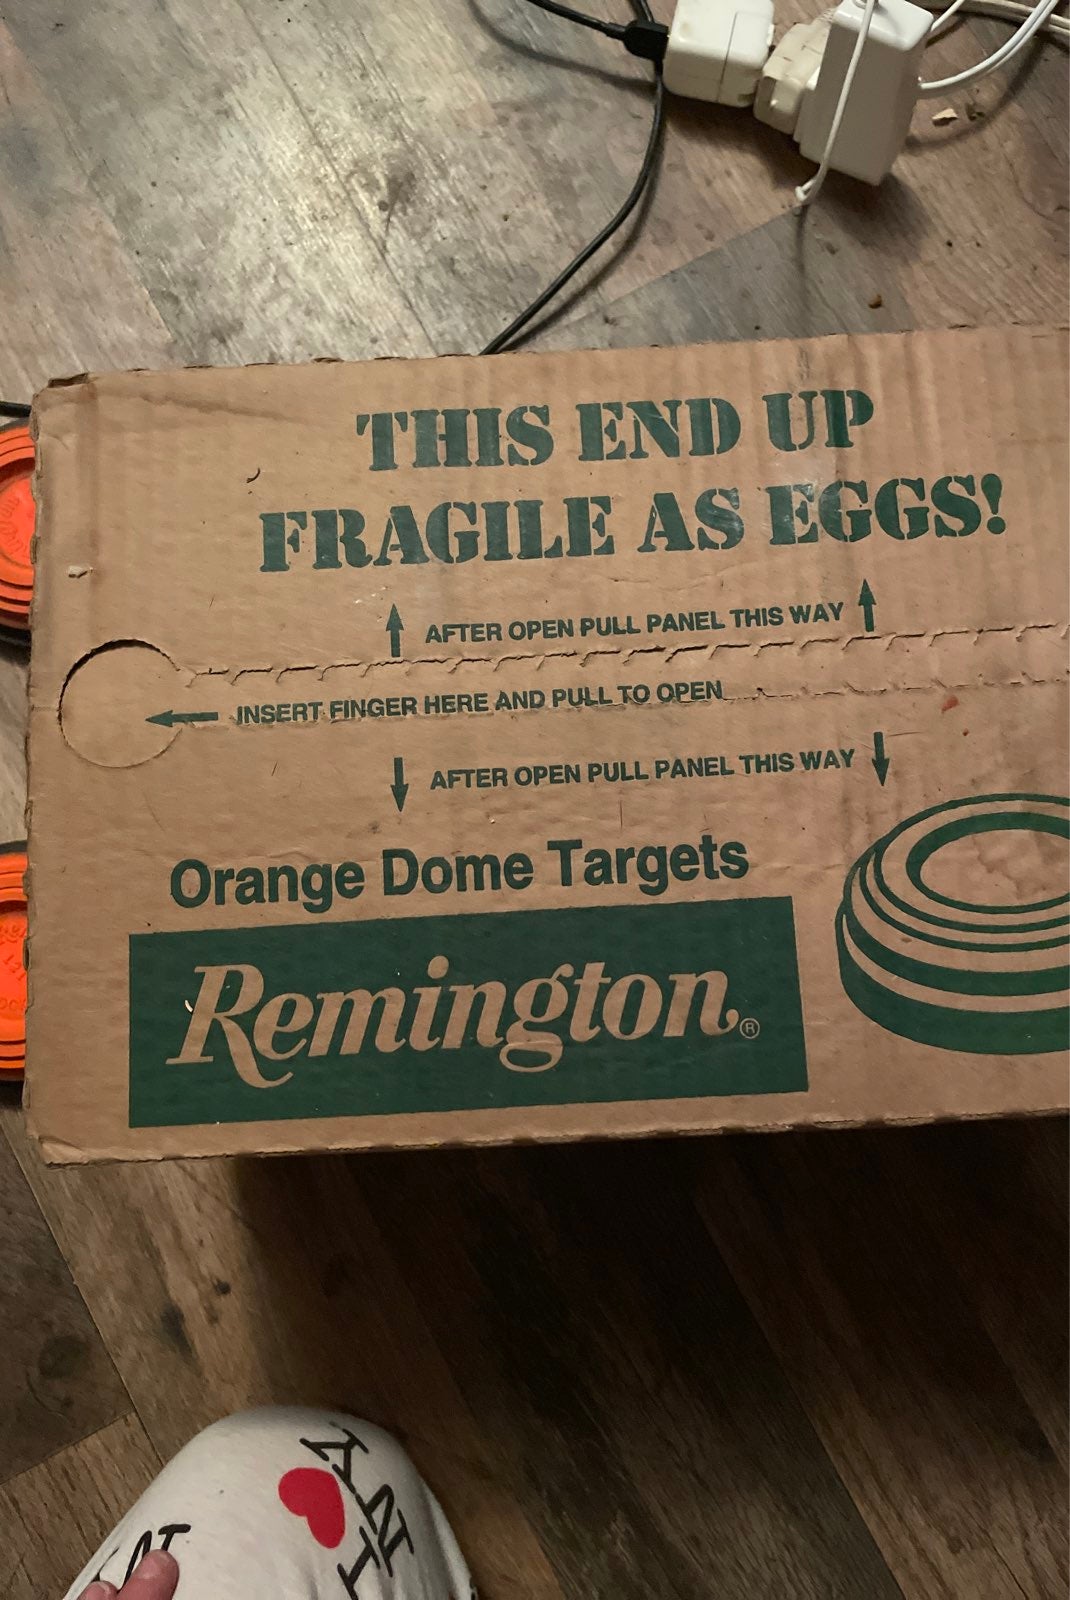 THIS END UP
FRAGILE AS EGGS!
AFTER OPEN PULL PANEL THIS WAY
INSERT FINGER HERE AND PULL TO OPEN
AFTER OPEN PULL PANEL THIS WAY
Orange Dome Targets
Remington®
I ❤ NY
N